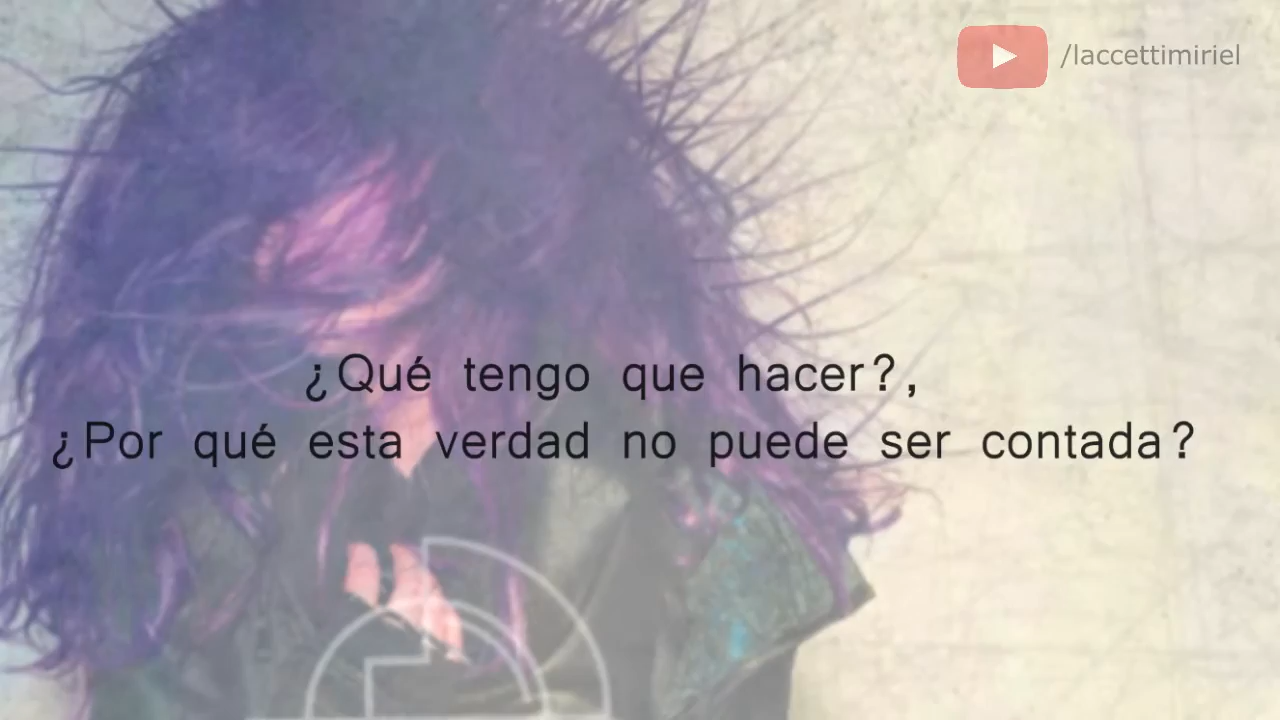 /laccettimiriel
¿Qué tengo que hacer?,
¿Por qué esta verdad no puede ser contada?